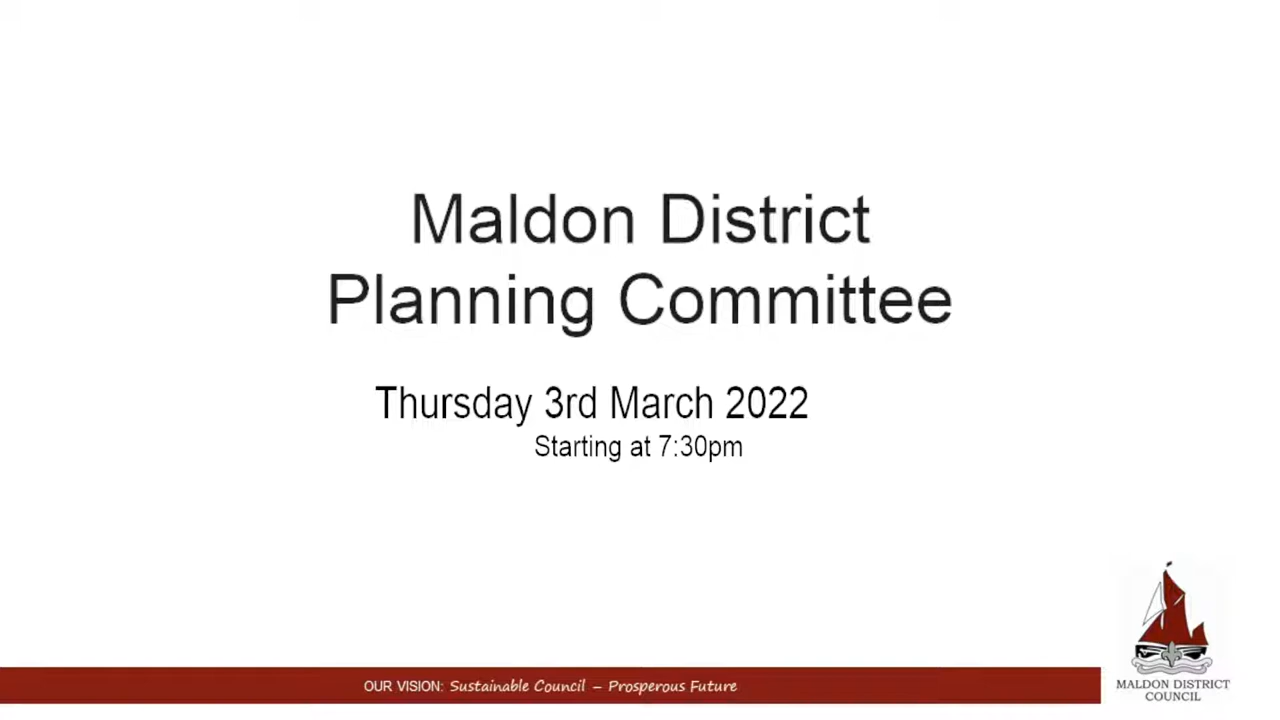 Maldon District
Planning Committee
Thursday 3rd March 2022
Starting at 7:30pm
OUR VISION: Sustainable Council – Prosperous Future
MALDON DISTRICT
COUNCIL